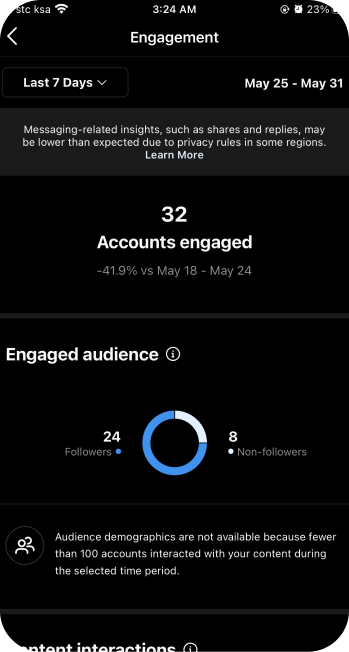 stc ksa 3:24 AM 23%
Engagement
Last 7 Days May 25 - May 31
Messaging-related insights, such as shares and replies, may
be lower than expected due to privacy rules in some regions.
Learn More
32
Accounts engaged
-41.9% vs May 18 - May 24
Engaged audience
24 8
Followers Non-followers
Audience demographics are not available because fewer
than 100 accounts interacted with your content during
the selected time period.
ontent interactions